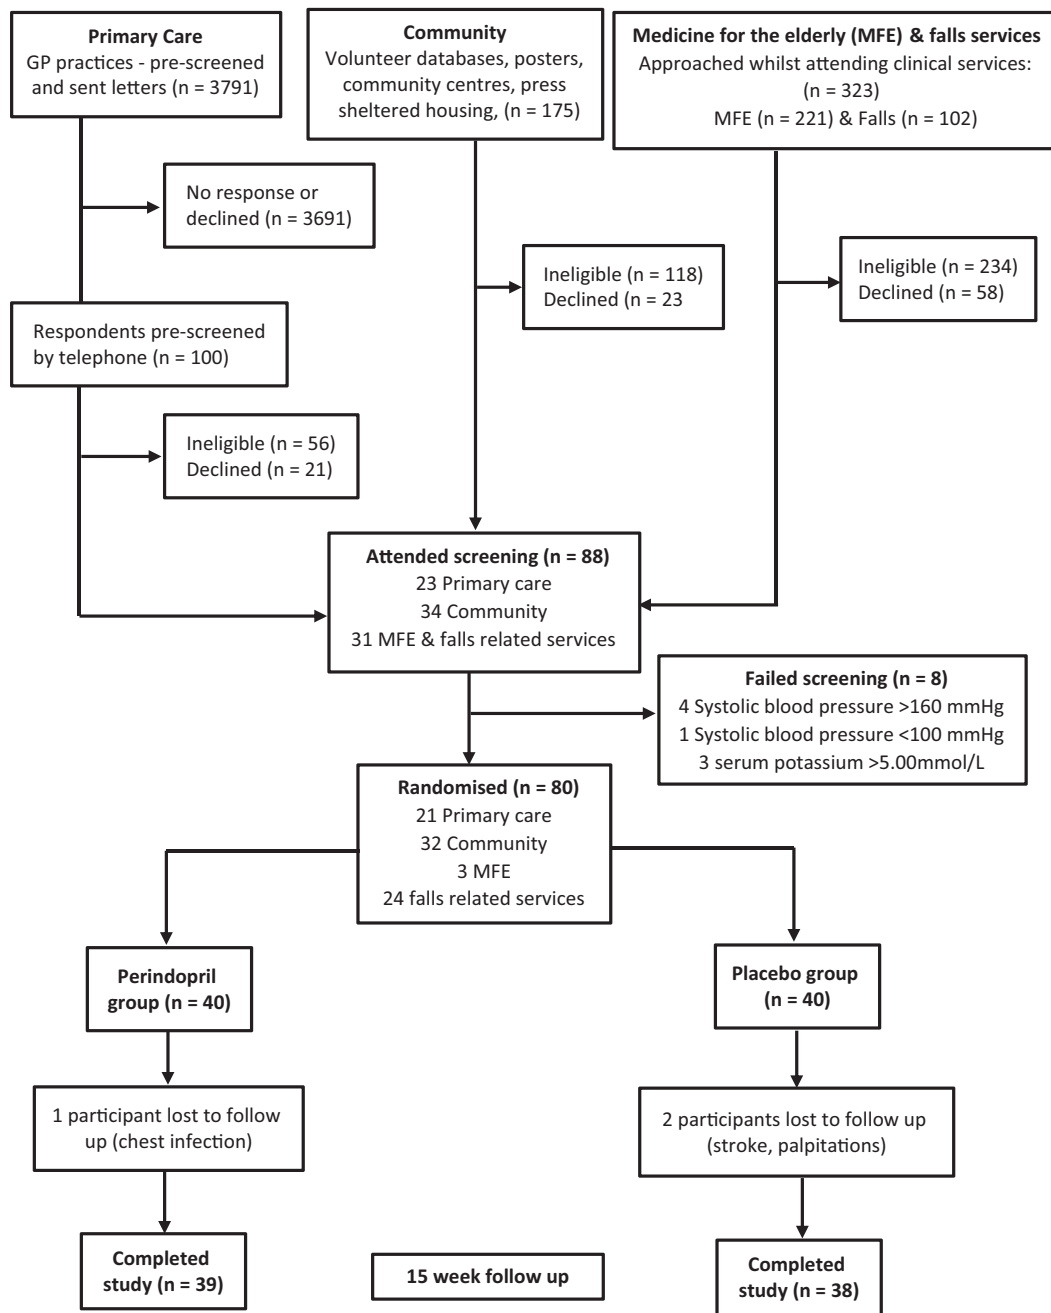 Primary Care
GP practices - pre-screened
and sent letters (n = 3791)
Community
Volunteer databases, posters,
community centres, press
sheltered housing, (n = 175)
Medicine for the elderly (MFE) & falls services
Approached whilst attending clinical services:
(n = 323)
MFE (n = 221) & Falls (n = 102)
No response or
declined (n = 3691)
Ineligible (n = 118)
Declined (n = 23
Ineligible (n = 234)
Declined (n = 58)
Respondents pre-screened
by telephone (n = 100)
Ineligible (n = 56)
Declined (n = 21)
Attended screening (n = 88)
23 Primary care
34 Community
31 MFE & falls related services
Failed screening (n = 8)
4 Systolic blood pressure >160 mmHg
1 Systolic blood pressure <100 mmHg
3 serum potassium >5.00mmol/L
Randomised (n = 80)
21 Primary care
32 Community
3 MFE
24 falls related services
Perindopril
group (n = 40)
Placebo group
(n = 40)
1 participant lost to follow
up (chest infection)
2 participants lost to follow up
(stroke, palpitations)
Completed
study (n = 39)
15 week follow up
Completed
study (n = 38)